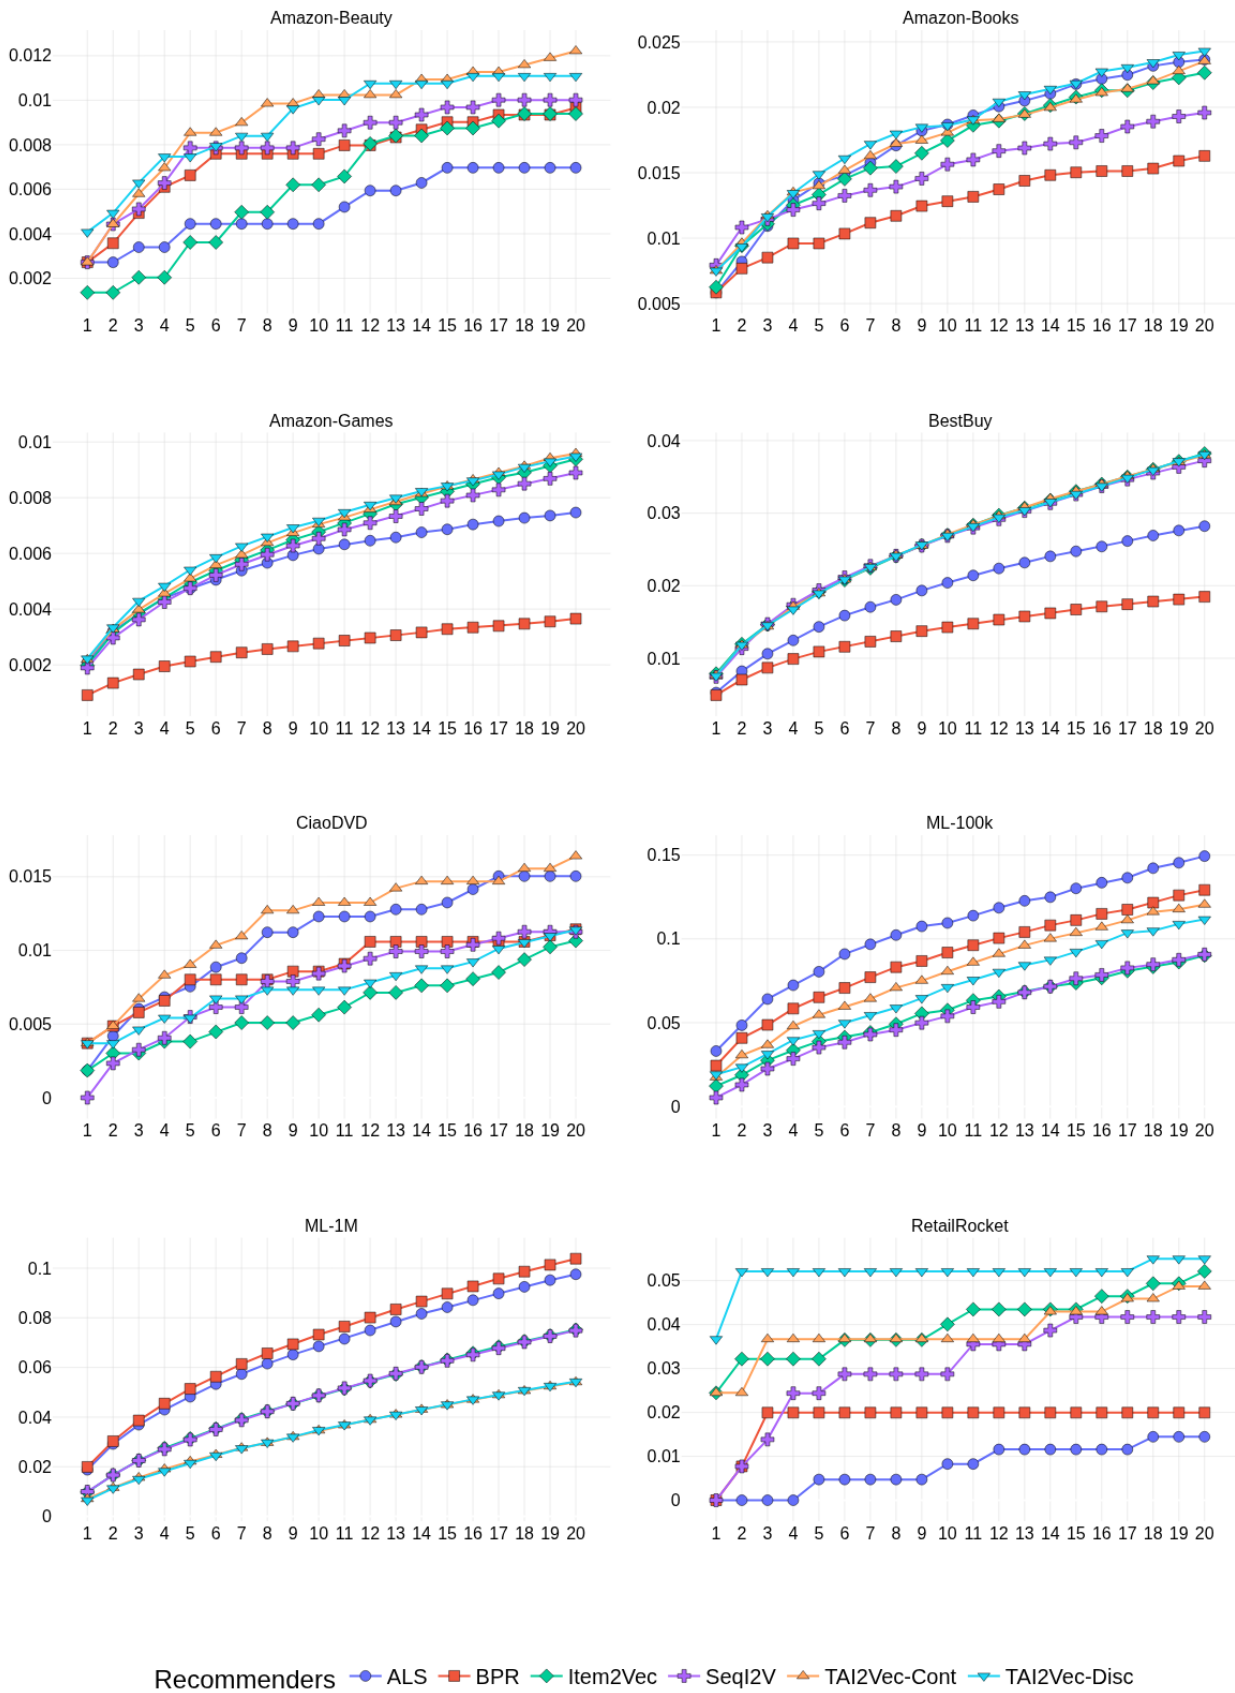 Amazon-Beauty
0.012
0.01
0.008
0.006
0.004
0.002
1 2 3 4 5 6 7 8 9 10 11 12 13 14 15 16 17 18 19 20
Amazon-Books
0.025
0.02
0.015
0.01
0.005
1 2 3 4 5 6 7 8 9 10 11 12 13 14 15 16 17 18 19 20
Amazon-Games
0.01
0.008
0.006
0.004
0.002
1 2 3 4 5 6 7 8 9 10 11 12 13 14 15 16 17 18 19 20
BestBuy
0.04
0.03
0.02
0.01
1 2 3 4 5 6 7 8 9 10 11 12 13 14 15 16 17 18 19 20
CiaoDVD
0.015
0.01
0.005
0
1 2 3 4 5 6 7 8 9 10 11 12 13 14 15 16 17 18 19 20
ML-100k
0.15
0.1
0.05
0
1 2 3 4 5 6 7 8 9 10 11 12 13 14 15 16 17 18 19 20
ML-1M
0.1
0.08
0.06
0.04
0.02
0
1 2 3 4 5 6 7 8 9 10 11 12 13 14 15 16 17 18 19 20
RetailRocket
0.05
0.04
0.03
0.02
0.01
0
1 2 3 4 5 6 7 8 9 10 11 12 13 14 15 16 17 18 19 20
Recommenders ALS BPR Item2Vec SeqI2V TAI2Vec-Cont TAI2Vec-Disc